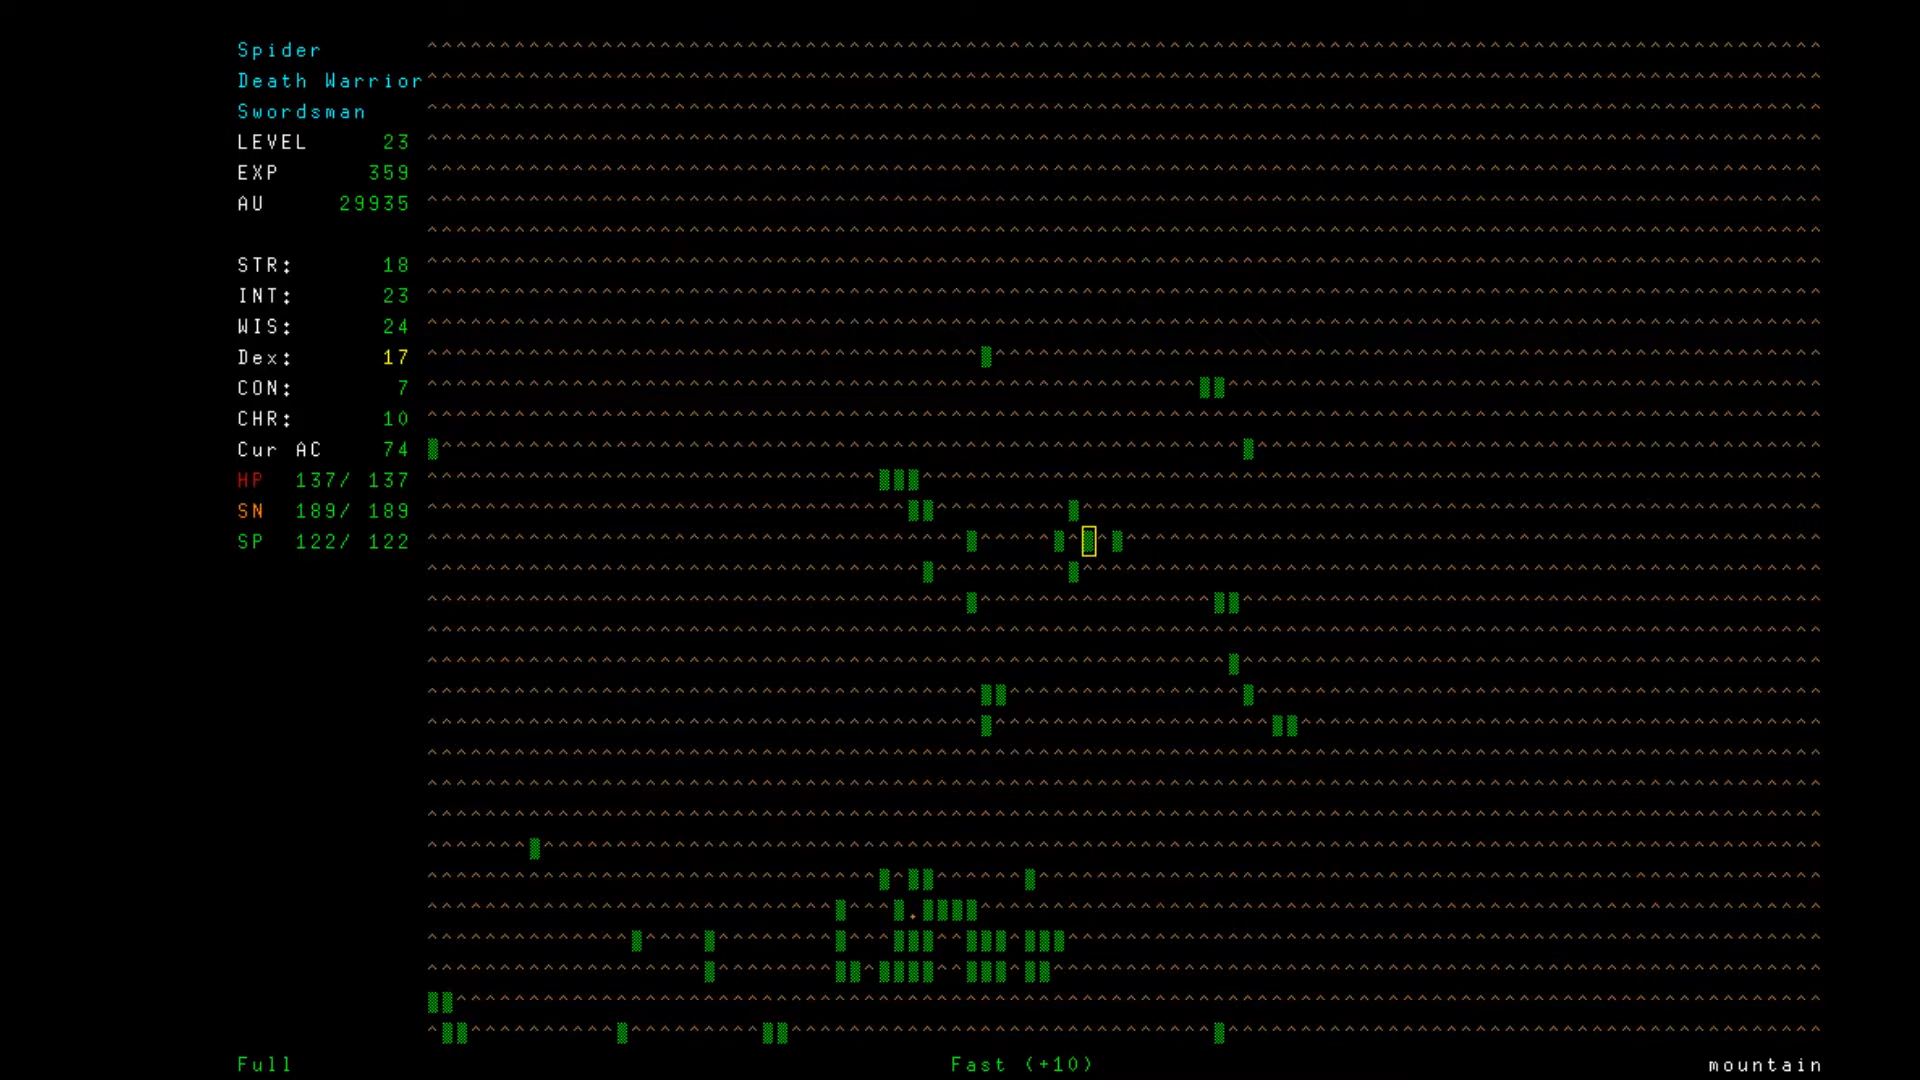 Spider
Death Warrior
Swordsman
LEVEL 23
EXP 359
AU 29935
STR: 18
INT: 23
WIS: 24
Dex: 17
CON: 7
CHR: 10
Cur AC 74
HP 137/ 137
SN 189/ 189
SP 122/ 122
Full Fast (+10) mountain